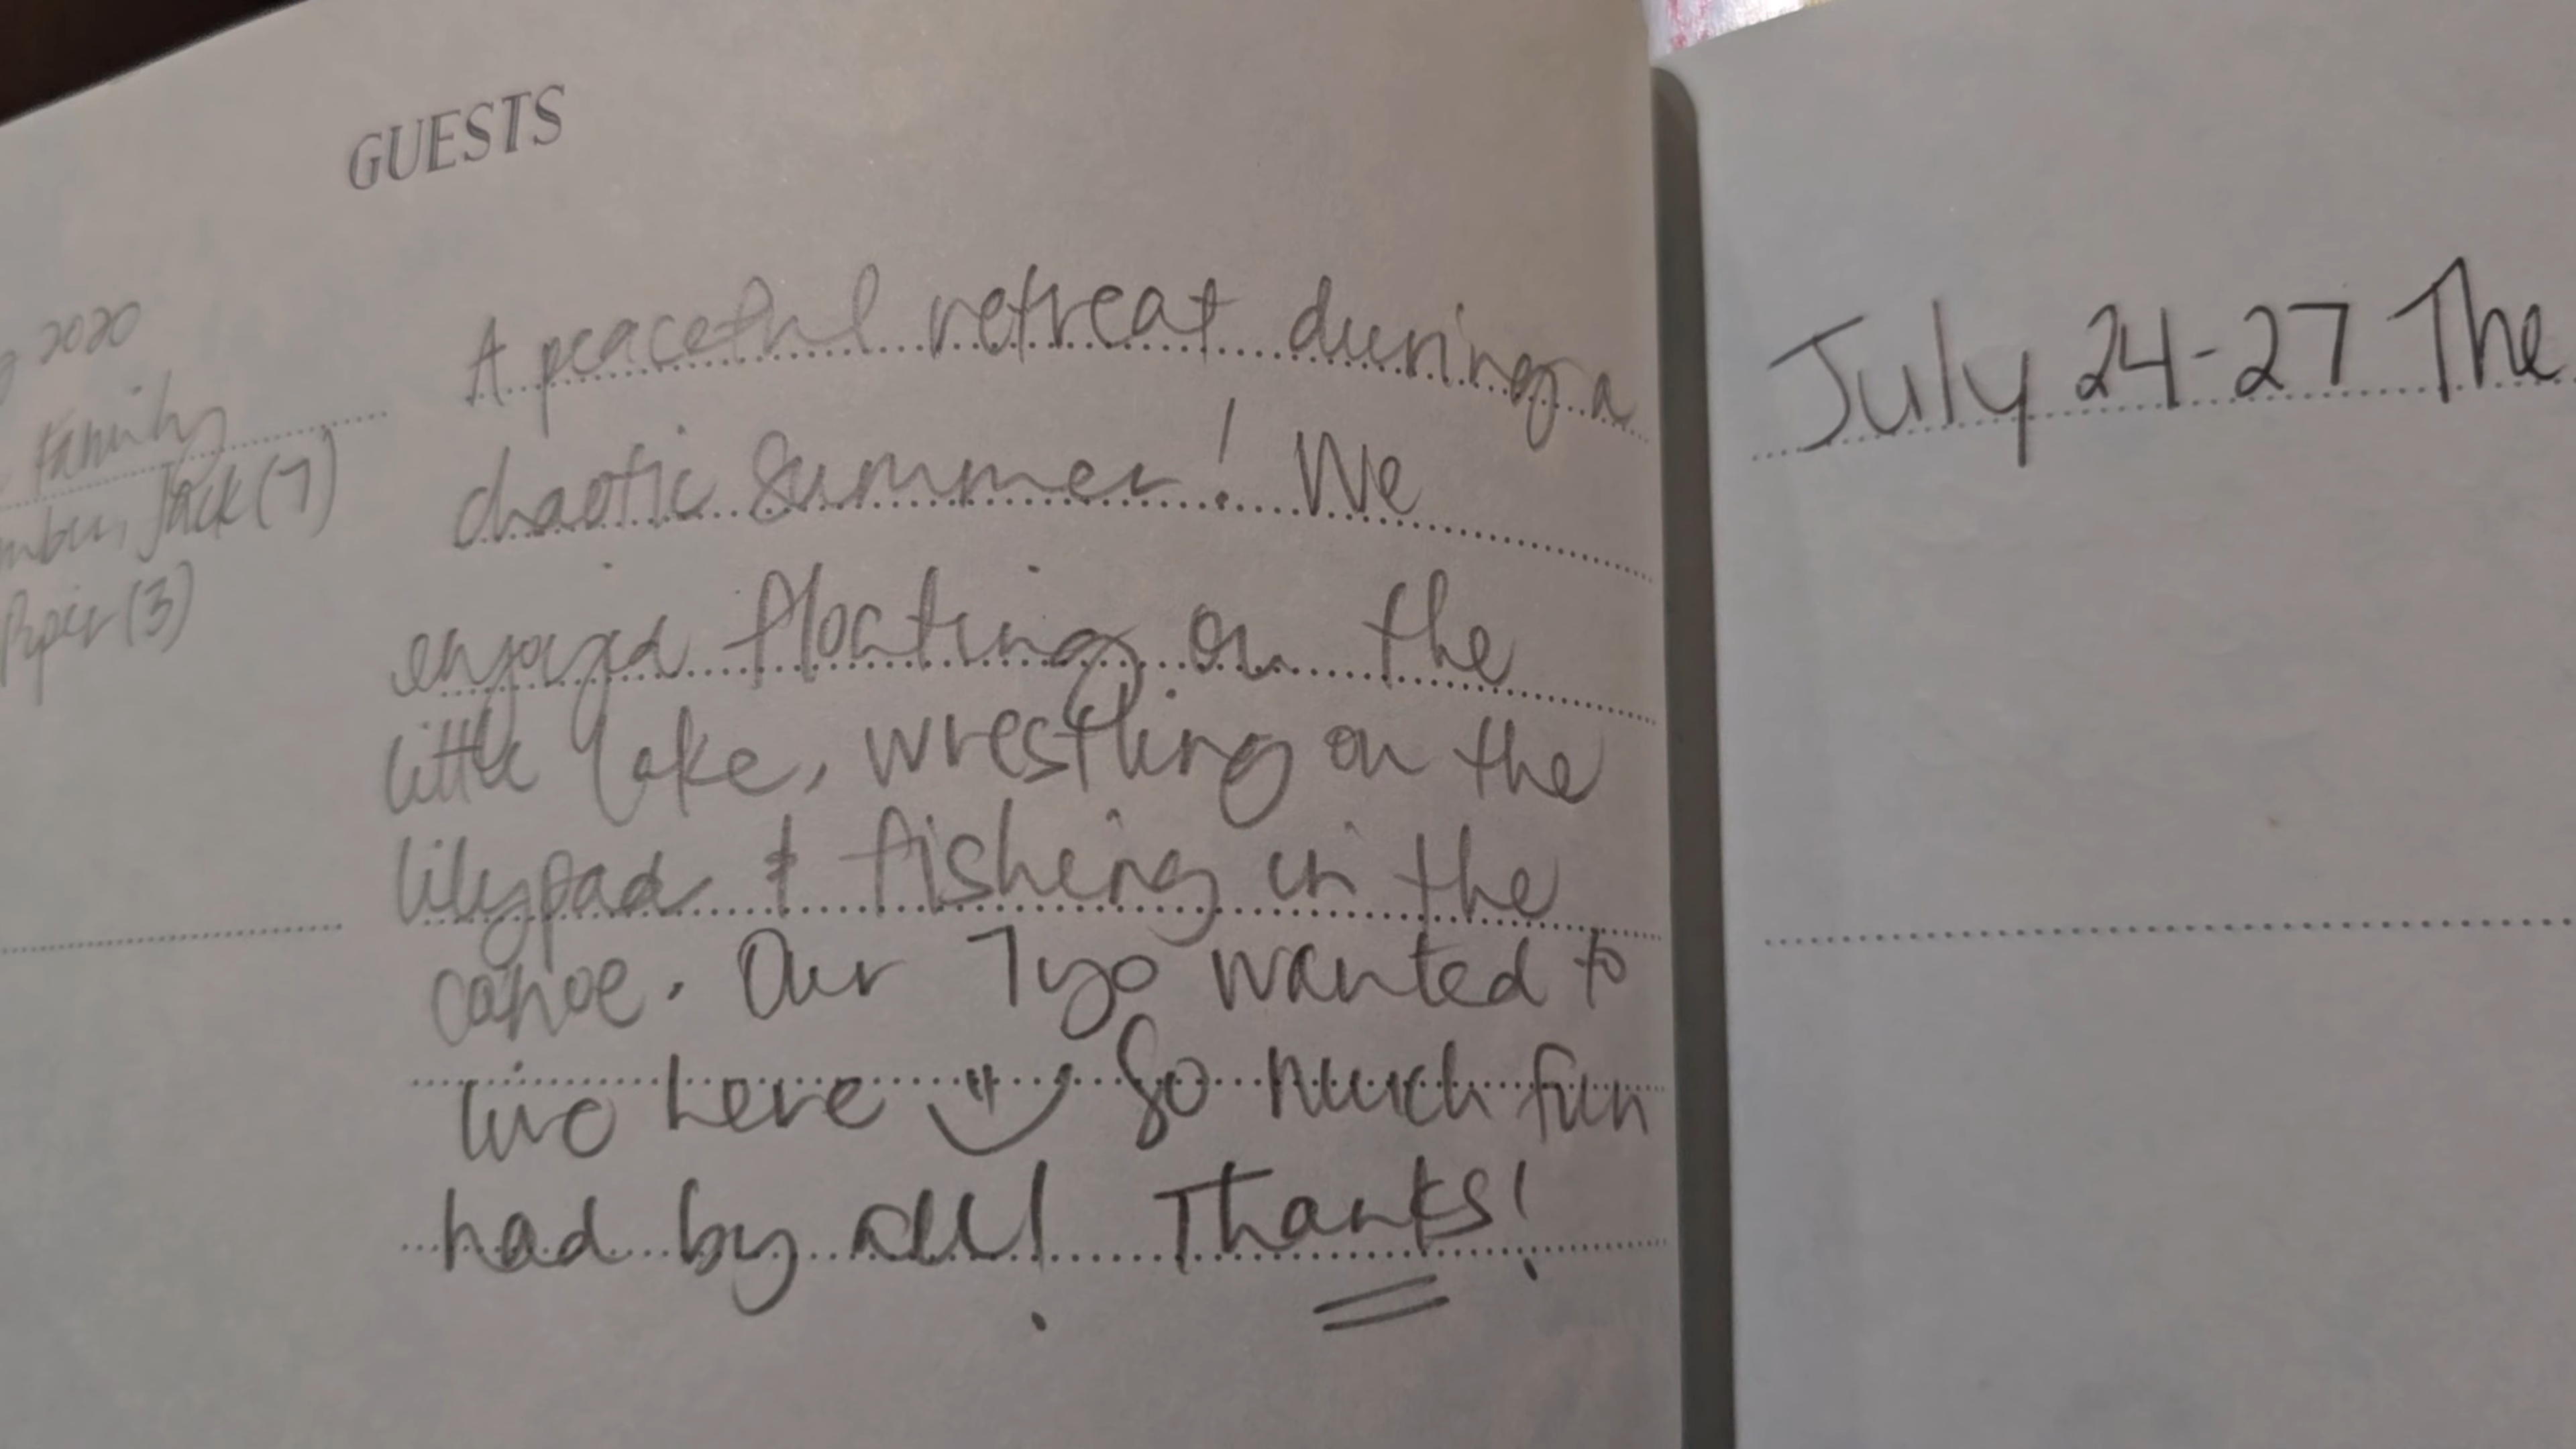 GUESTS
2020
Family
Jack (7)
Piper (3)
A peaceful retreat during a
chaotic summer! We
enjoyed floating on the
little lake, wrestling on the
lilypad & fishing in the
canoe. Our 7yo wanted to
live here So much fun
had by all! Thanks!
July 24-27 The